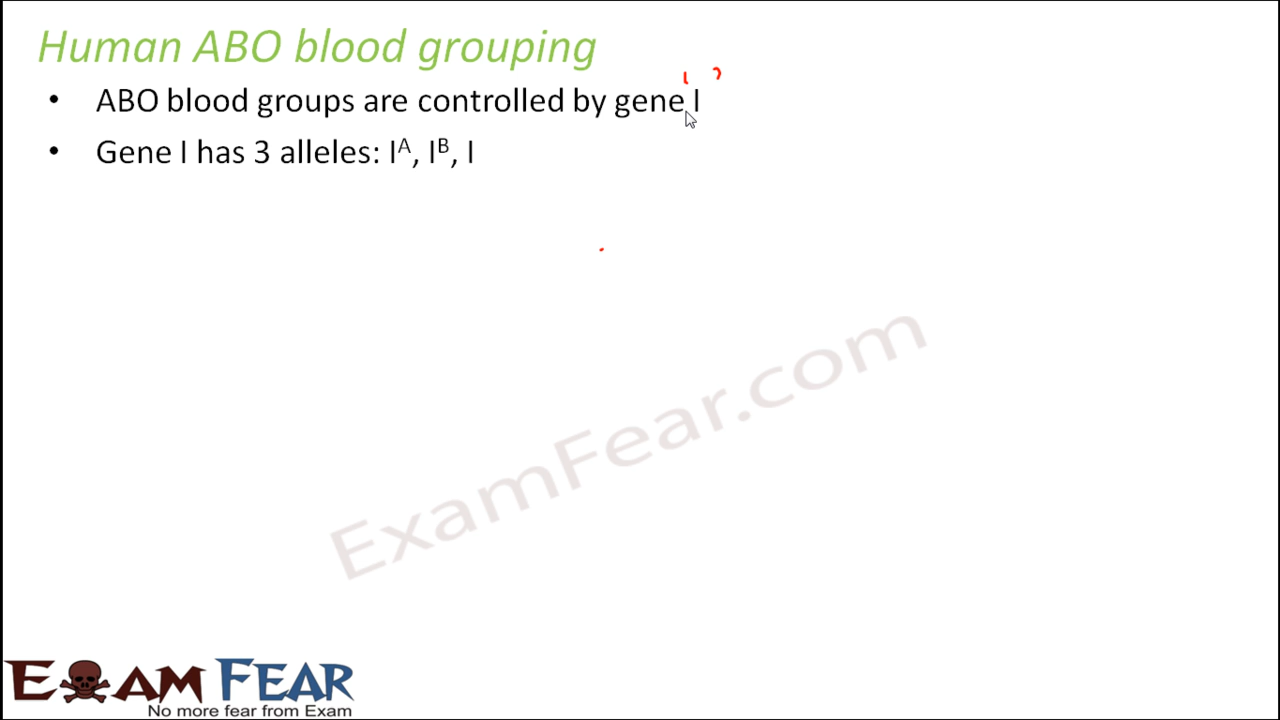 Human ABO blood grouping
• ABO blood groups are controlled by gene I
• Gene I has 3 alleles: Iᴬ, Iᴮ, I
ExamFear.com
EXAM FEAR
No more fear from Exam